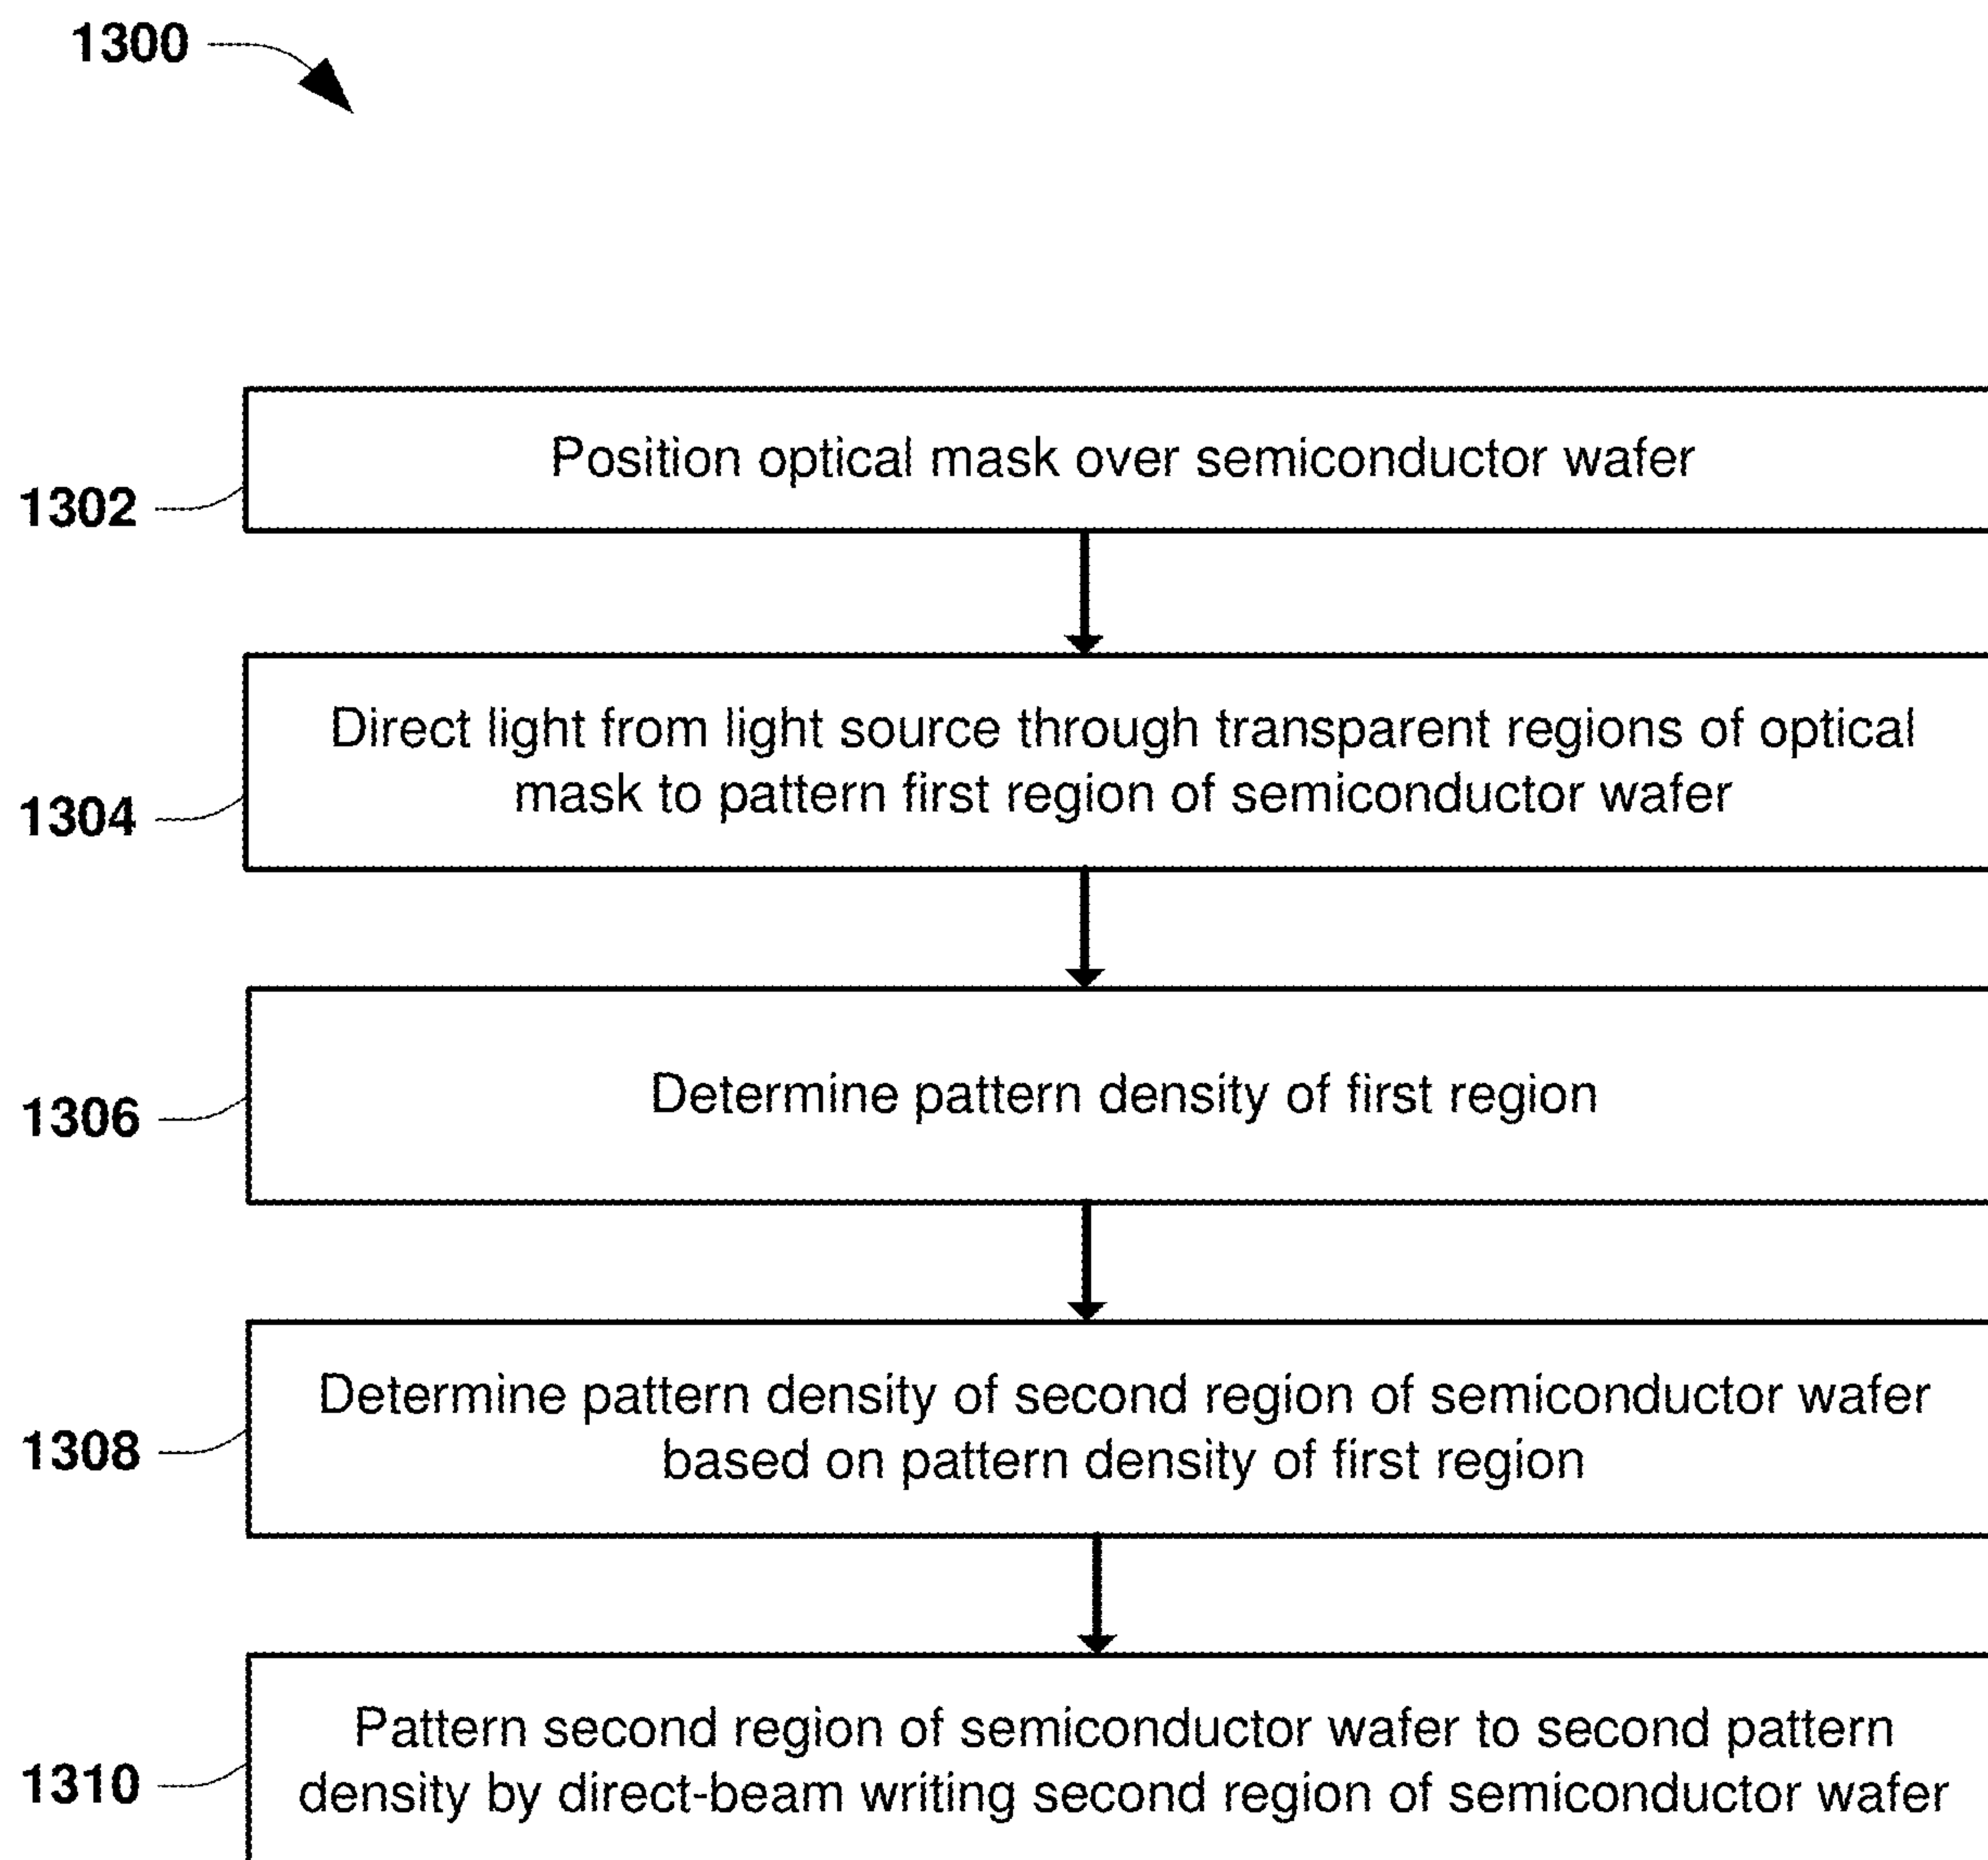 1300
Position optical mask over semiconductor wafer
1302
Direct light from light source through transparent regions of optical
mask to pattern first region of semiconductor wafer
1304
Determine pattern density of first region
1306
Determine pattern density of second region of semiconductor wafer
based on pattern density of first region
1308
Pattern second region of semiconductor wafer to second pattern
density by direct-beam writing second region of semiconductor wafer
1310